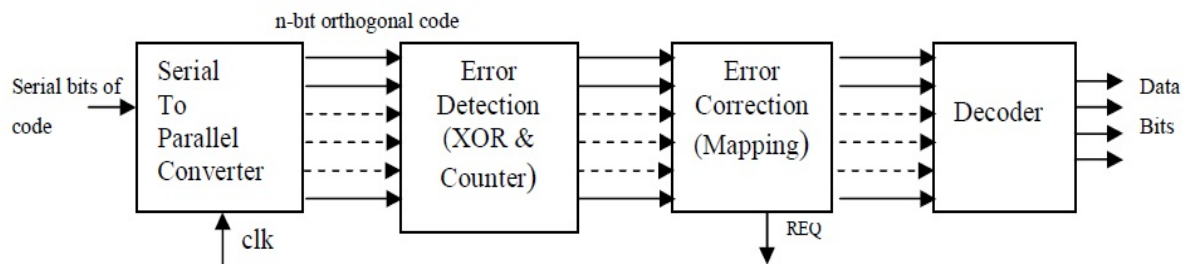 n-bit orthogonal code
Serial bits of
code
Serial
To
Parallel
Converter
clk
Error
Detection
(XOR &
Counter)
Error
Correction
(Mapping)
REQ
Decoder
Data
Bits